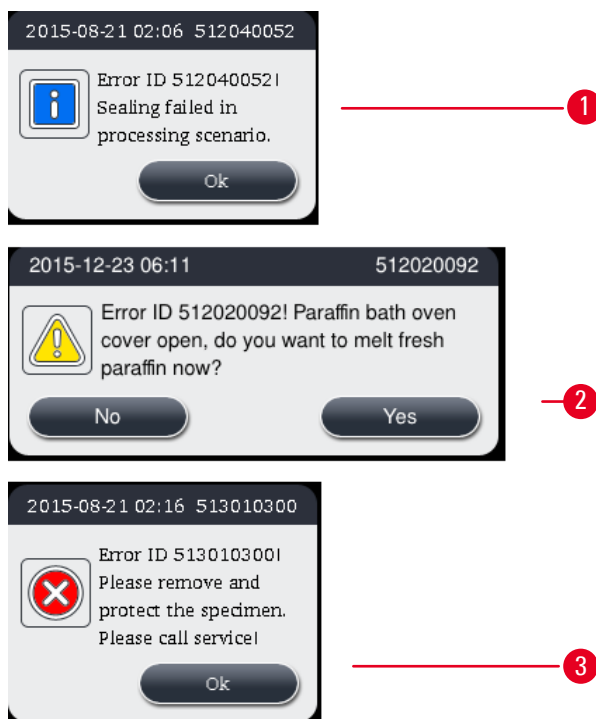 2015-08-21 02:06 512040052
Error ID 512040052!
Sealing failed in
processing scenario.
Ok
1
2015-12-23 06:11 512020092
Error ID 512020092! Paraffin bath oven
cover open, do you want to melt fresh
paraffin now?
No Yes
2
2015-08-21 02:16 513010300
Error ID 513010300!
Please remove and
protect the specimen.
Please call service!
Ok
3